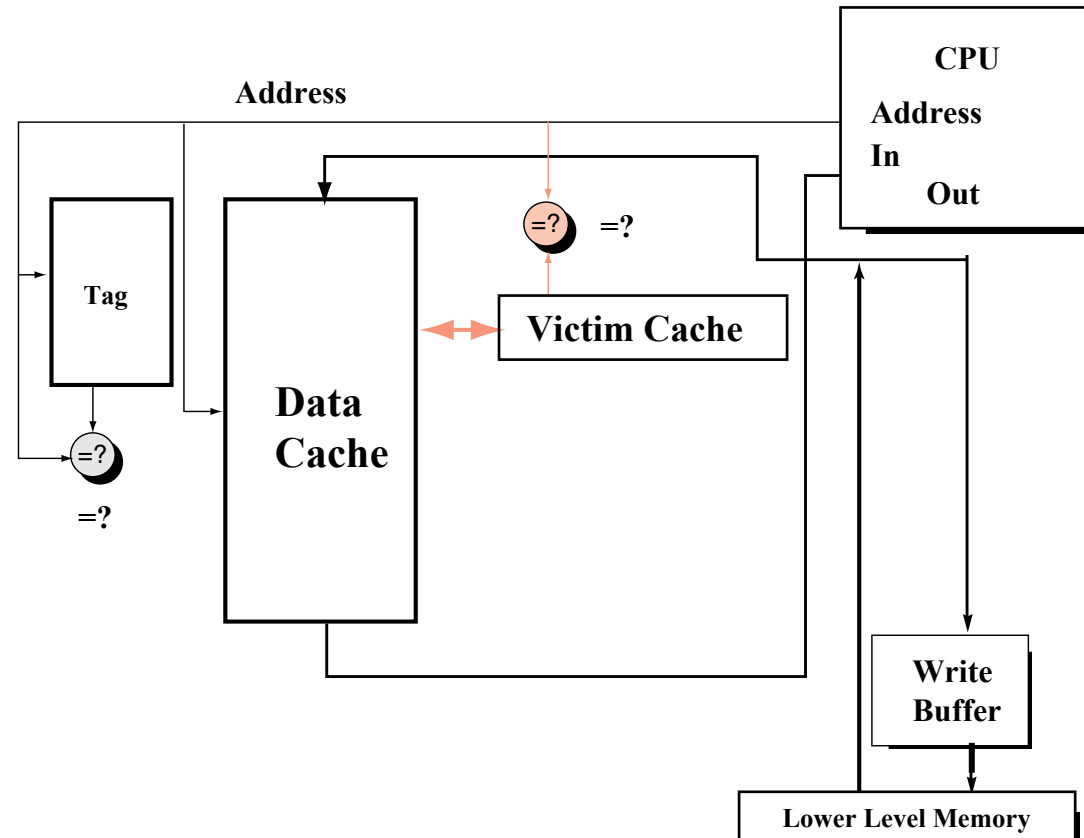 CPU
Address
Address
In
Out
=?
=?
Tag
Victim Cache
Data
Cache
=?
=?
Write
Buffer
Lower Level Memory